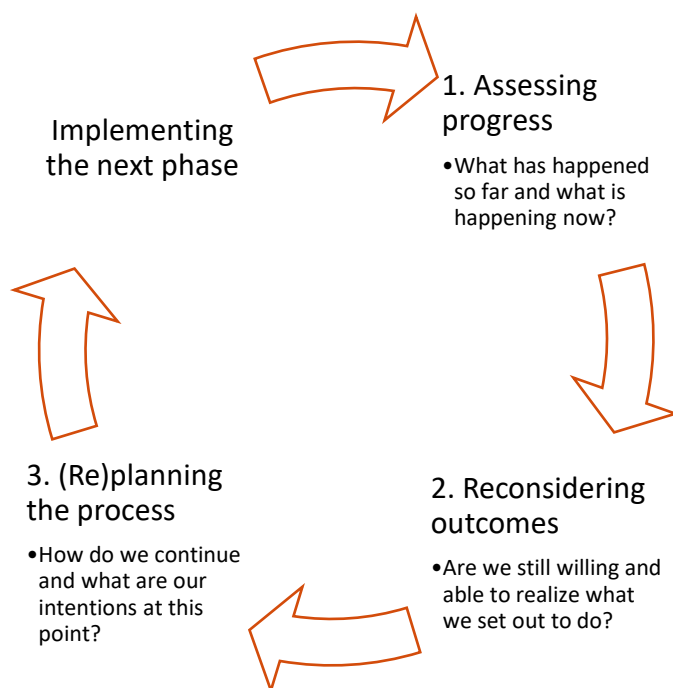 Implementing
the next phase
1. Assessing
progress
•What has happened
so far and what is
happening now?
2. Reconsidering
outcomes
•Are we still willing and
able to realize what
we set out to do?
3. (Re)planning
the process
•How do we continue
and what are our
intentions at this
point?